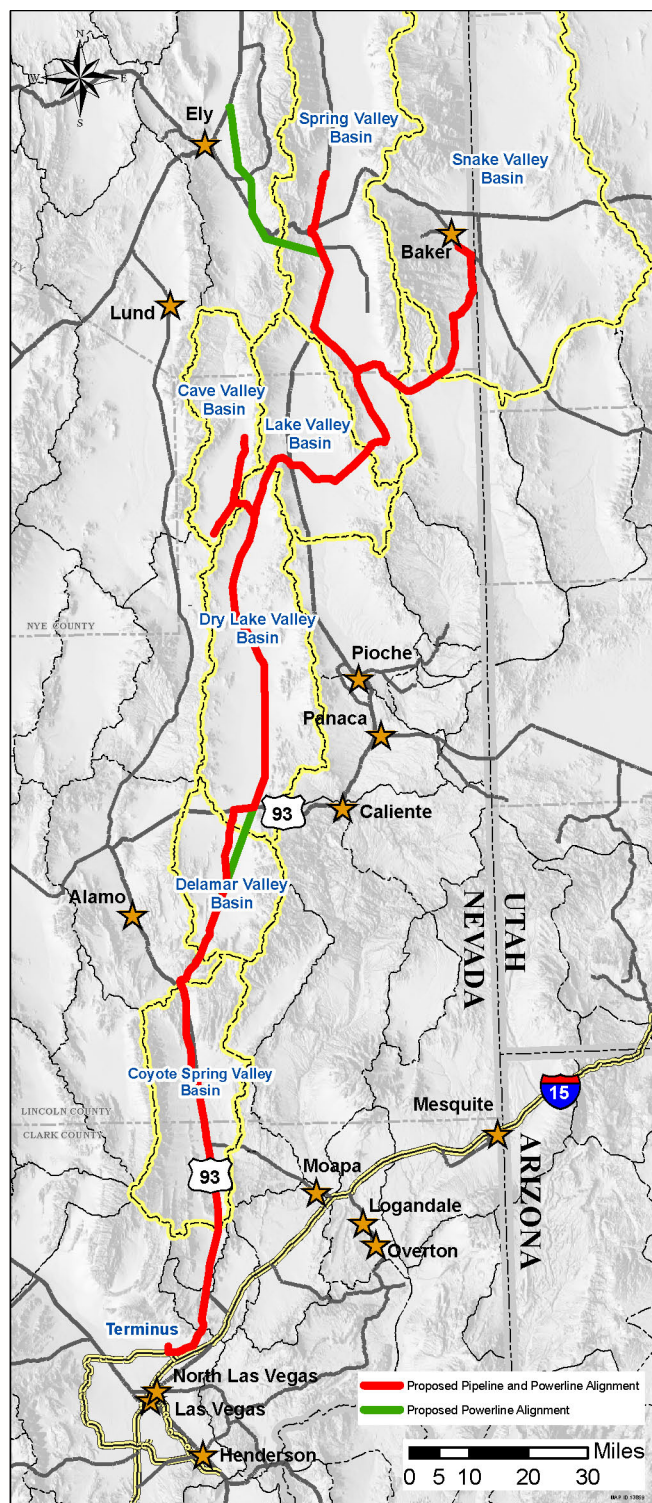 N
W
E
S
Ely
Spring Valley
Basin
Snake Valley
Basin
Baker
Lund
Cave Valley
Basin
Lake Valley
Basin
NYE COUNTY
Dry Lake Valley
Basin
Pioche
Panaca
93
Caliente
Delamar Valley
Basin
Alamo
UTAH
NEVADA
Coyote Spring Valley
Basin
15
LINCOLN COUNTY
CLARK COUNTY
Mesquite
ARIZONA
93
Moapa
Logandale
Overton
Terminus
North Las Vegas
Las Vegas
Henderson
Proposed Pipeline and Powerline Alignment
Proposed Powerline Alignment
Miles
0 5 10 20 30